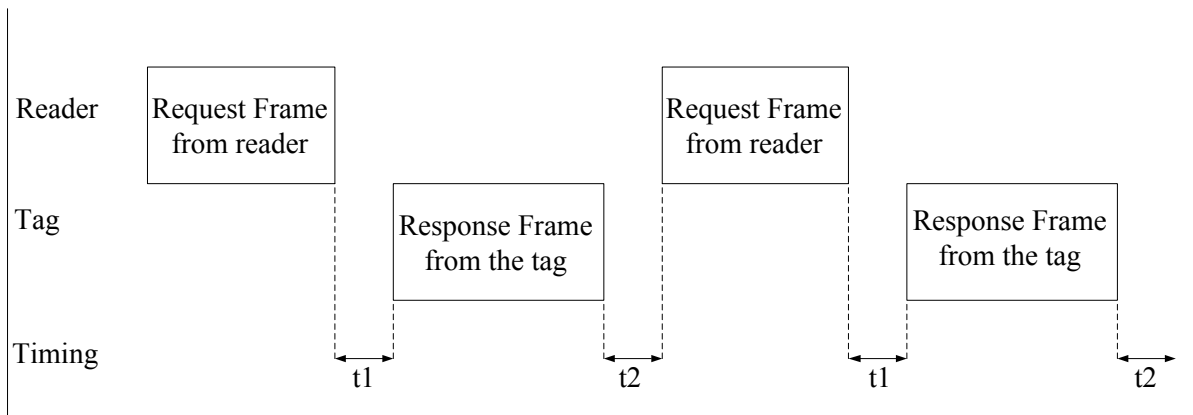 Reader
Request Frame
from reader
Request Frame
from reader
Tag
Response Frame
from the tag
Response Frame
from the tag
Timing
t1
t2
t1
t2